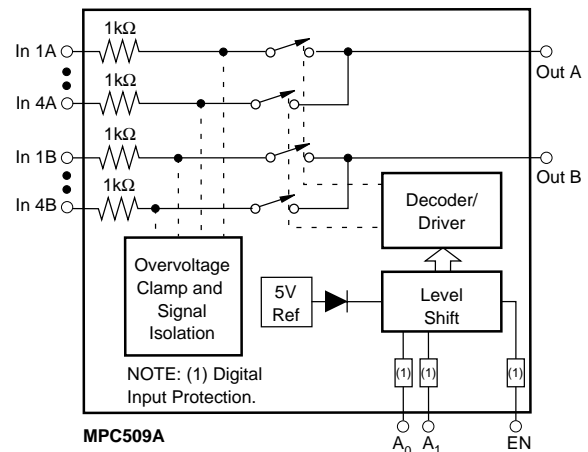 1kΩ
In 1A
Out A
1kΩ
In 4A
1kΩ
In 1B
Out B
1kΩ
In 4B
Decoder/
Driver
Overvoltage
Clamp and
Signal
Isolation
5V
Ref
Level
Shift
(1)
(1)
(1)
NOTE: (1) Digital
Input Protection.
MPC509A
A0
A1
EN